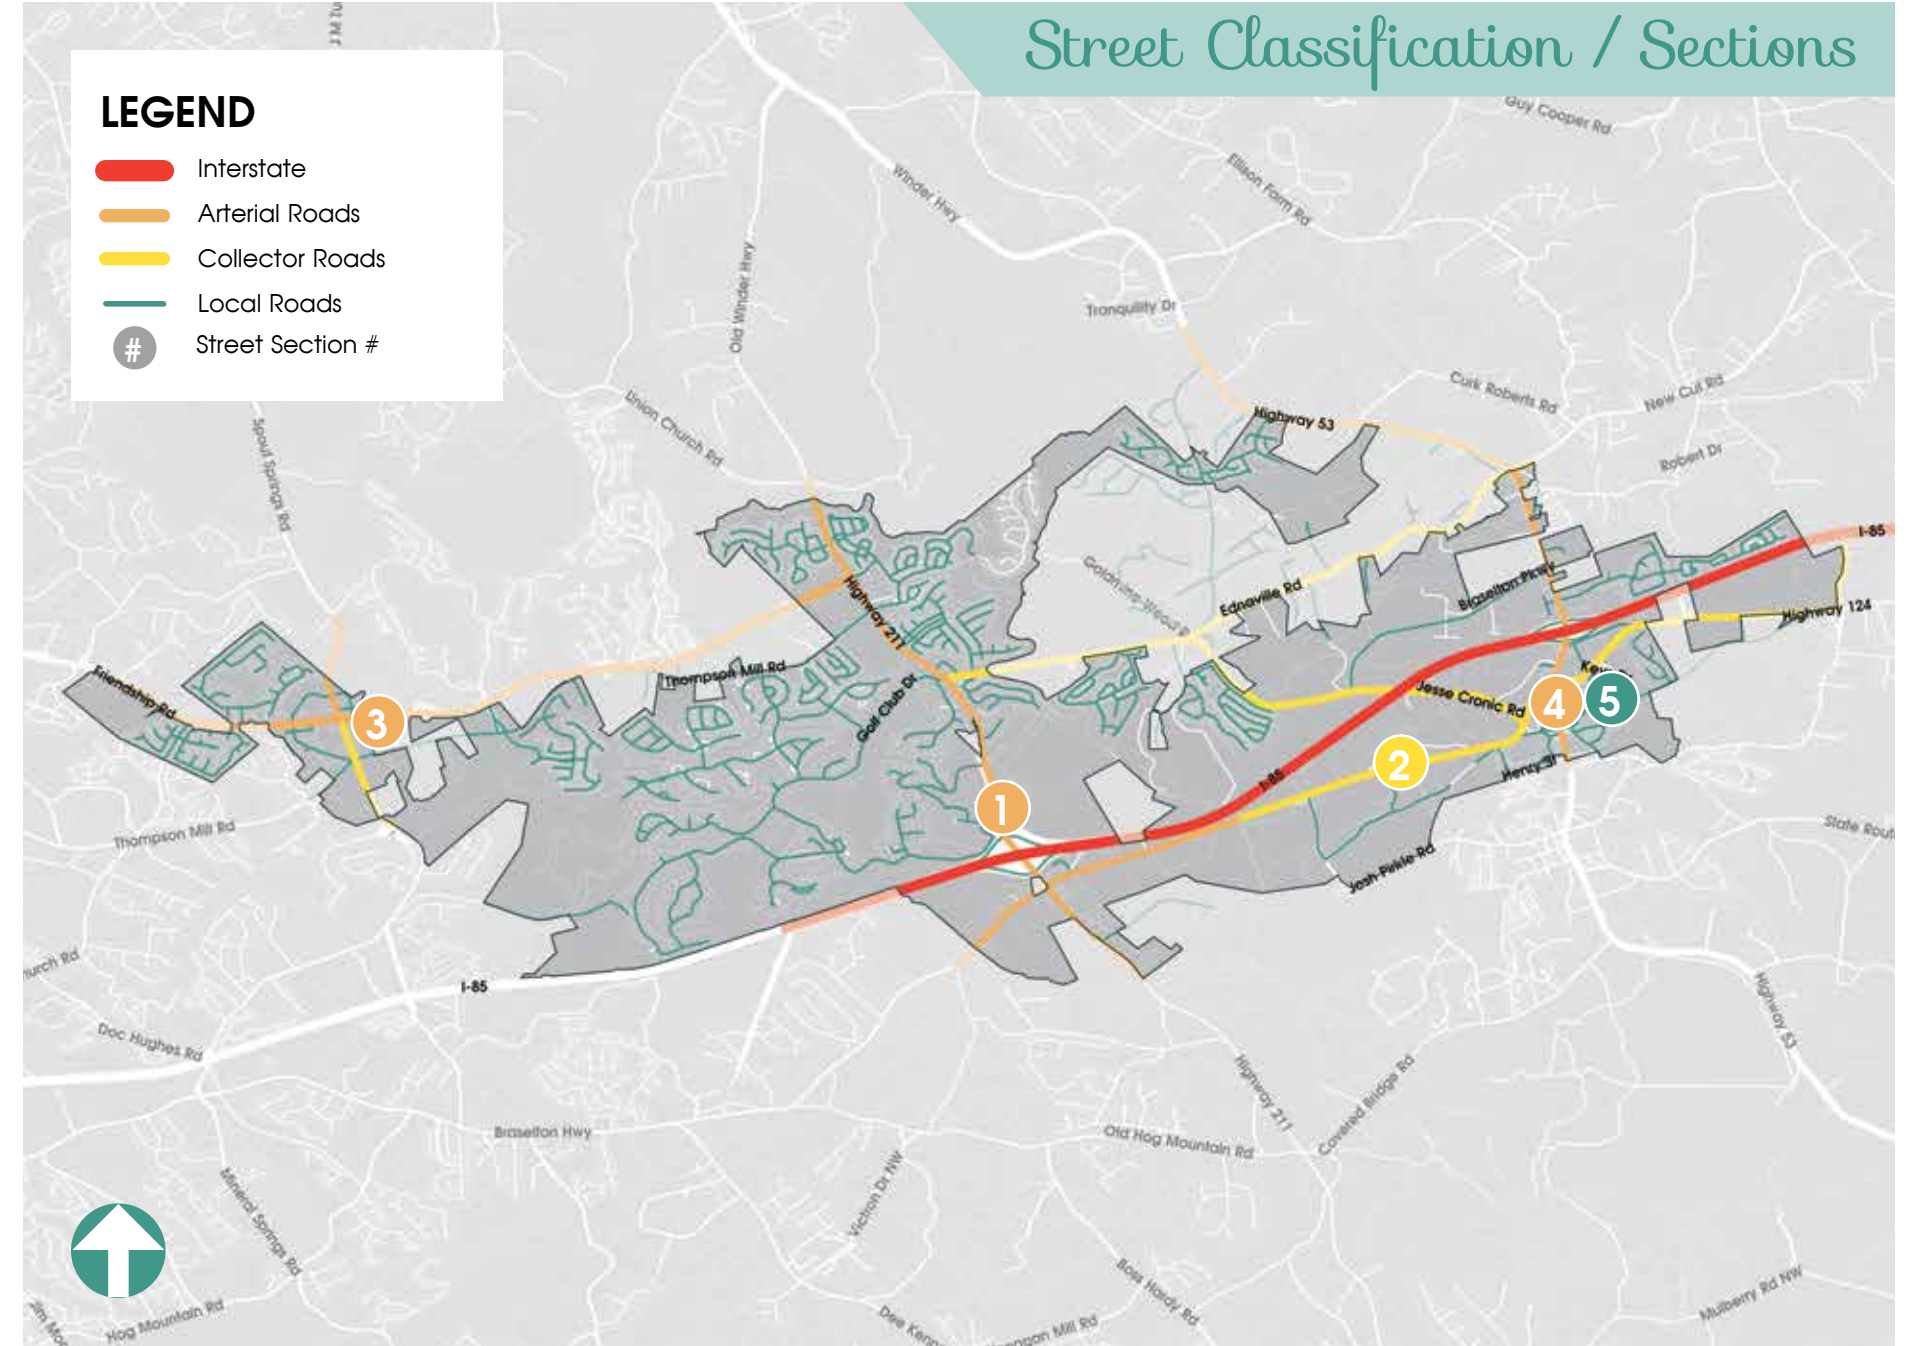 Street Classification / Sections
LEGEND
Interstate
Arterial Roads
Collector Roads
Local Roads
# Street Section #
Guy Cooper Rd
Ellison Farm Rd
Winder Hwy
Old Winder Hwy
Tranquility Dr
Curk Roberts Rd
New Cut Rd
Union Church Rd
Spout Springs Rd
Highway 53
Robert Dr
I-85
Braselton Pkwy
Ednaville Rd
Highway 211
Highway 124
Thompson Mill Rd
Friendship Rd
Golf Club Dr
Jesse Cronic Rd
3
4
5
2
1
I-85
Henry St
Thompson Mill Rd
Josh Pirkle Rd
I-85
Highway 53
Doc Hughes Rd
Highway 211
Covered Bridge Rd
Braselton Hwy
Old Hog Mountain Rd
Victron Dr NW
Mineral Springs Rd
Boss Hardy Rd
Mulberry Rd NW
Hog Mountain Rd
Mill Rd